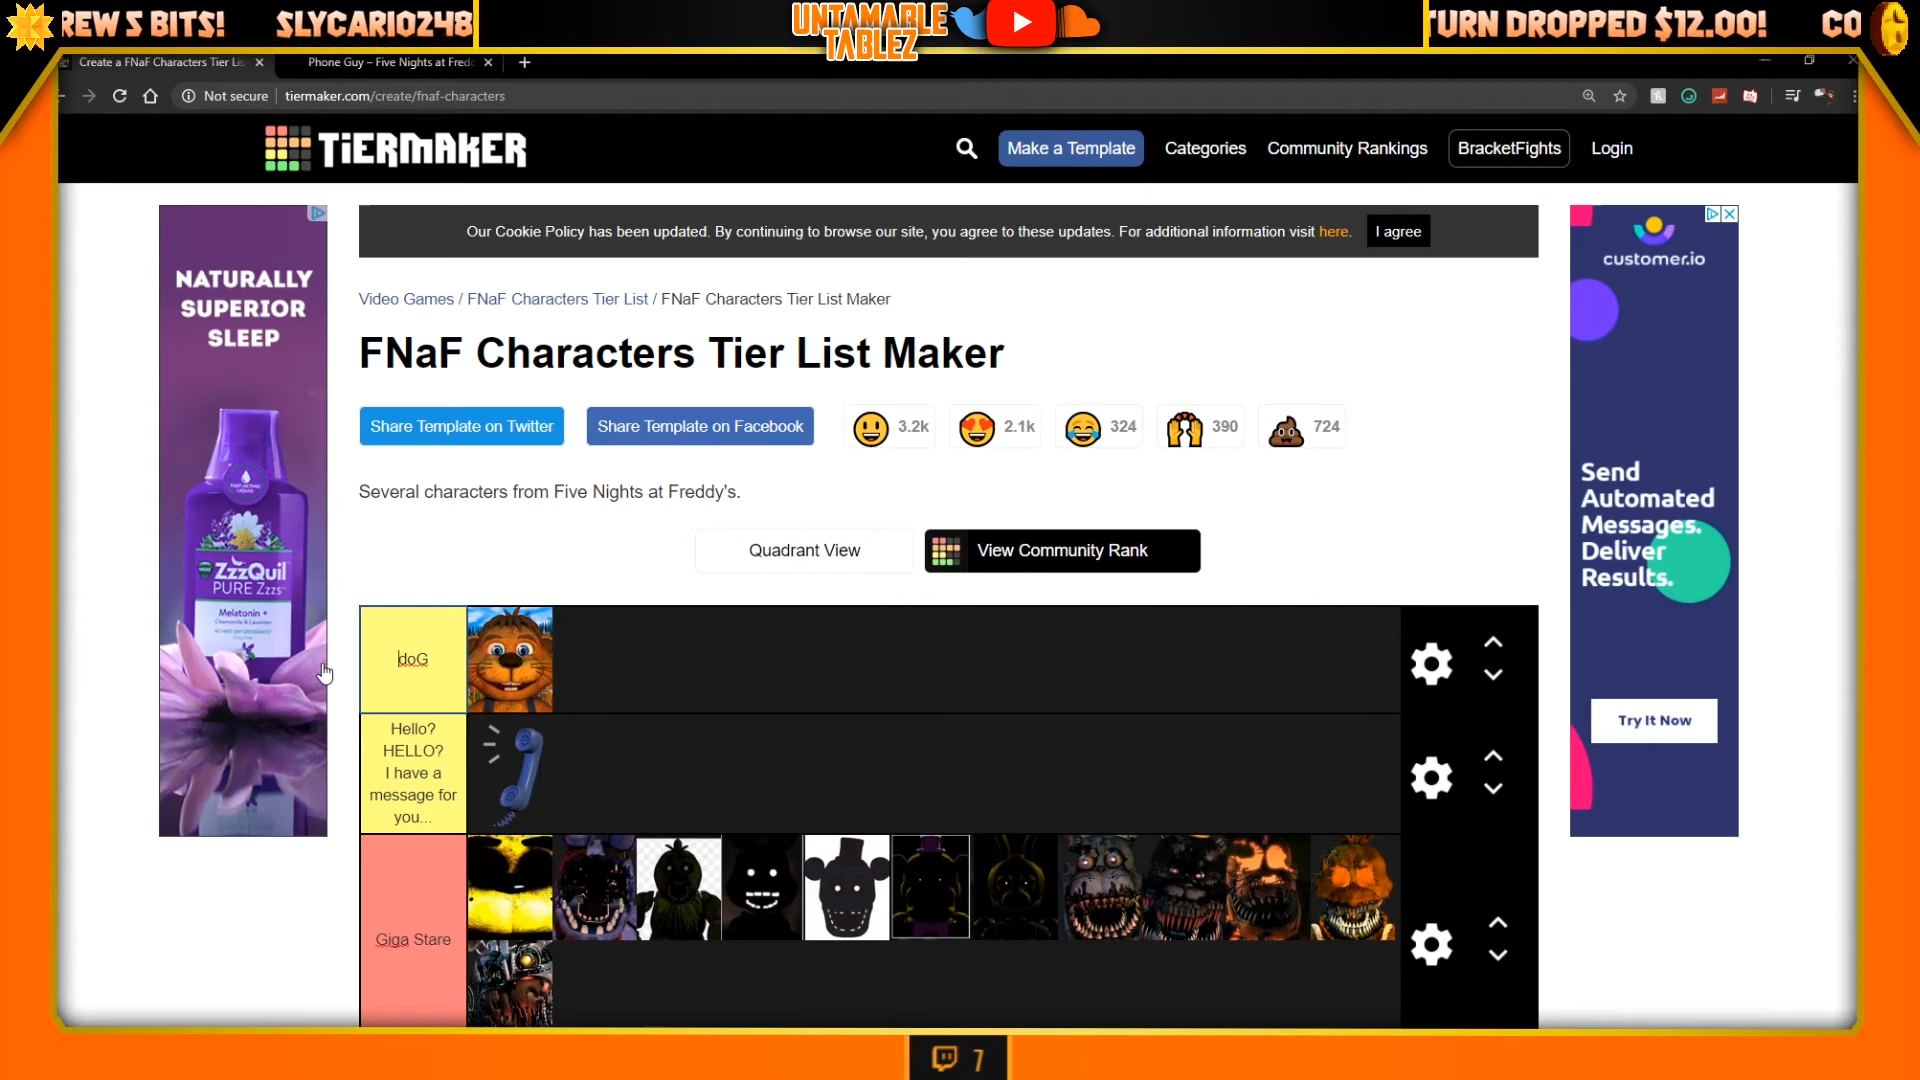 REW 5 BITS! SLYCARIO248
UNTAMABLE
TABLEZ
TURN DROPPED $12.00! CO
Create a FNaF Characters Tier Lis
Phone Guy – Five Nights at Fredd
Not secure
tiermaker.com/create/fnaf-characters
TiERMAKER
Make a Template
Categories
Community Rankings
BracketFights
Login
NATURALLY
SUPERIOR
SLEEP
ZzzQuil
PURE Zzzs
Melatonin +
Chamomile & Lavender
Our Cookie Policy has been updated. By continuing to browse our site, you agree to these updates. For additional information visit here.
I agree
customer.io
Send
Automated
Messages.
Deliver
Results.
Try It Now
Video Games / FNaF Characters Tier List / FNaF Characters Tier List Maker
FNaF Characters Tier List Maker
Share Template on Twitter
Share Template on Facebook
3.2k
2.1k
324
390
724
Several characters from Five Nights at Freddy's.
Quadrant View
View Community Rank
doG
Hello?
HELLO?
I have a
message for
you...
Giga Stare
7